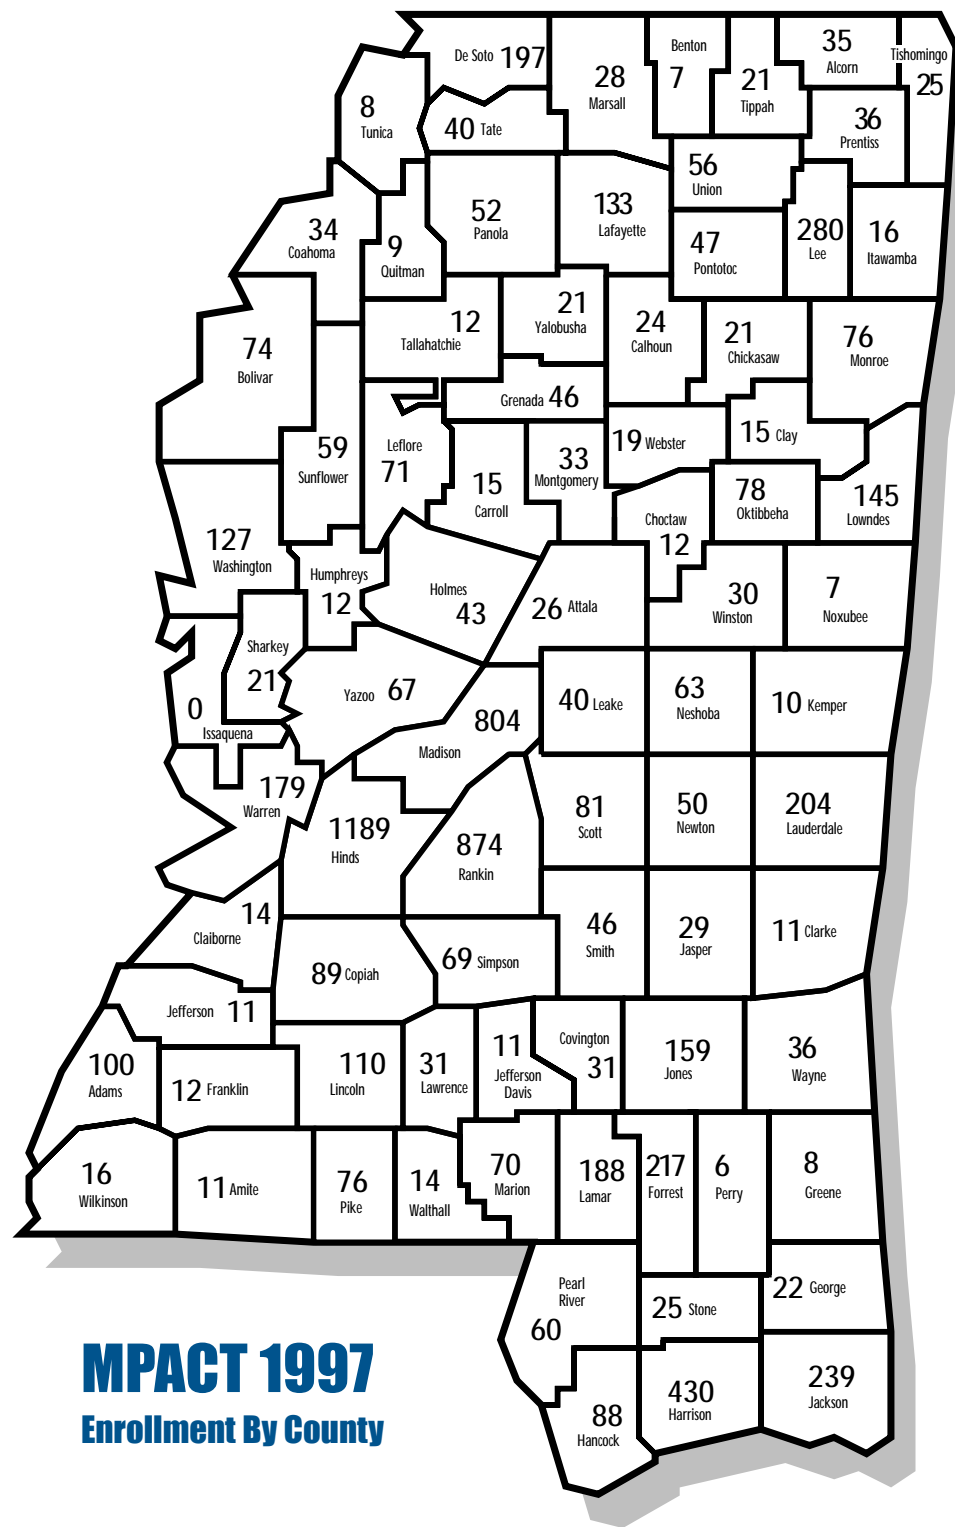 De Soto 197
28
Marsall
Benton
7
21
Tippah
35
Alcorn
Tishomingo
25
8
Tunica
40 Tate
36
Prentiss
56
Union
34
Coahoma
9
Quitman
52
Panola
133
Lafayette
47
Pontotoc
280
Lee
16
Itawamba
74
Bolivar
12
Tallahatchie
21
Yalobusha
24
Calhoun
21
Chickasaw
76
Monroe
Grenada 46
59
Sunflower
Leflore
71
15
Carroll
33
Montgomery
19 Webster
15 Clay
78
Oktibbeha
145
Lowndes
127
Washington
Humphreys
12
Holmes
43
26 Attala
Choctaw
12
30
Winston
7
Noxubee
Sharkey
21
0
Issaquena
Yazoo 67
804
Madison
40 Leake
63
Neshoba
10 Kemper
179
Warren
1189
Hinds
874
Rankin
81
Scott
50
Newton
204
Lauderdale
14
Claiborne
89 Copiah
69 Simpson
46
Smith
29
Jasper
11 Clarke
Jefferson 11
100
Adams
12 Franklin
110
Lincoln
31
Lawrence
11
Jefferson
Davis
Covington
31
159
Jones
36
Wayne
16
Wilkinson
11 Amite
76
Pike
14
Walthall
70
Marion
188
Lamar
217
Forrest
6
Perry
8
Greene
Pearl
River
60
25 Stone
22 George
88
Hancock
430
Harrison
239
Jackson
MPACT 1997
Enrollment By County